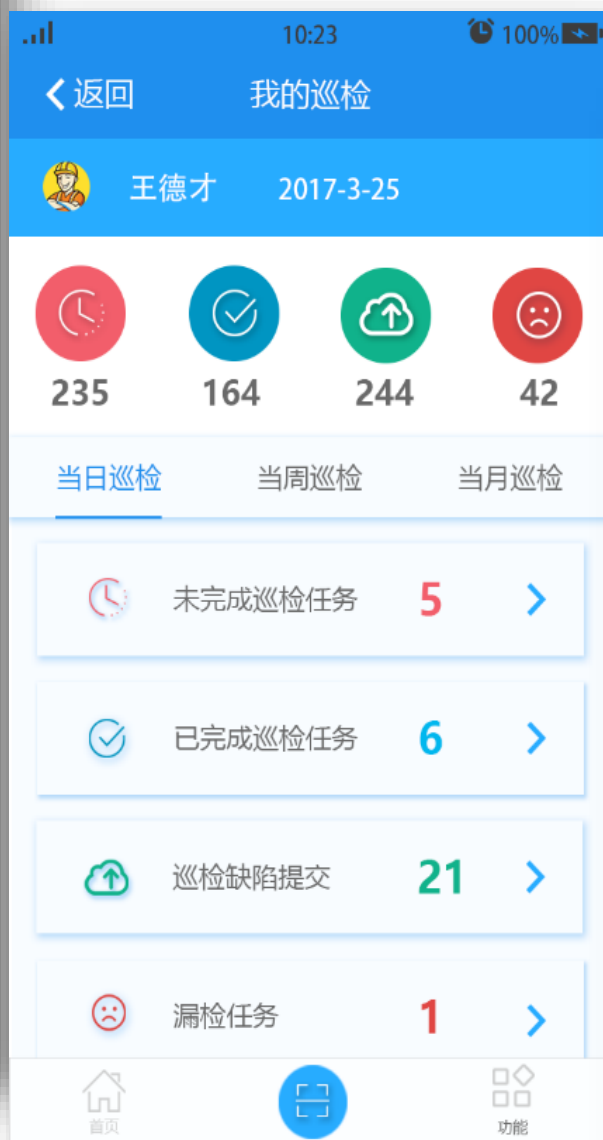 10:23 100%
返回 我的巡检
王德才 2017-3-25
235 164 244 42
当日巡检 当周巡检 当月巡检
未完成巡检任务 5
已完成巡检任务 6
巡检缺陷提交 21
漏检任务 1
首页 功能